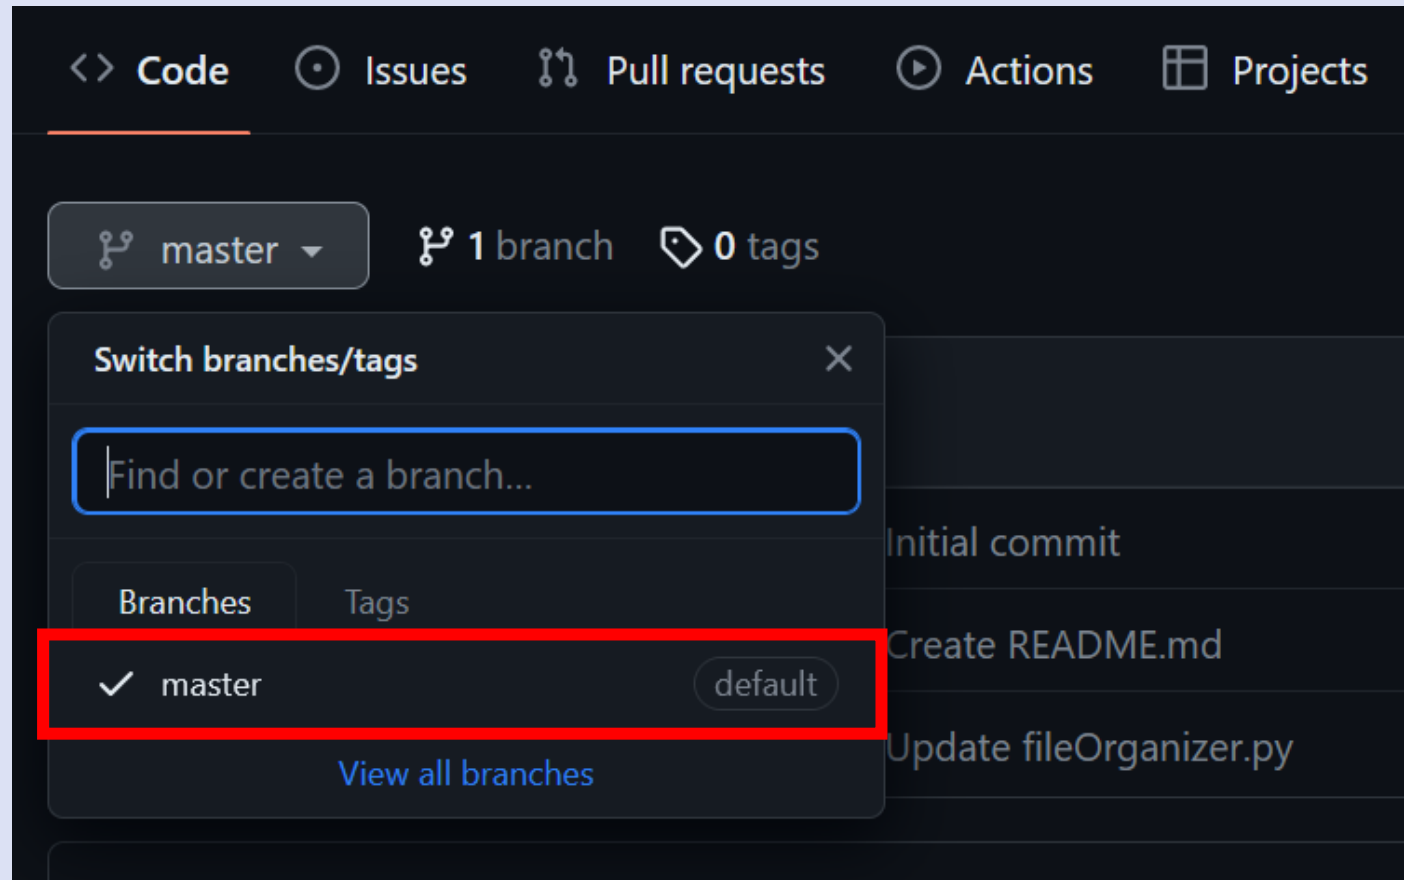 Code Issues Pull requests Actions Projects
master 1 branch 0 tags
Switch branches/tags
Find or create a branch...
Initial commit
Branches Tags
Create README.md
master default
Update fileOrganizer.py
View all branches